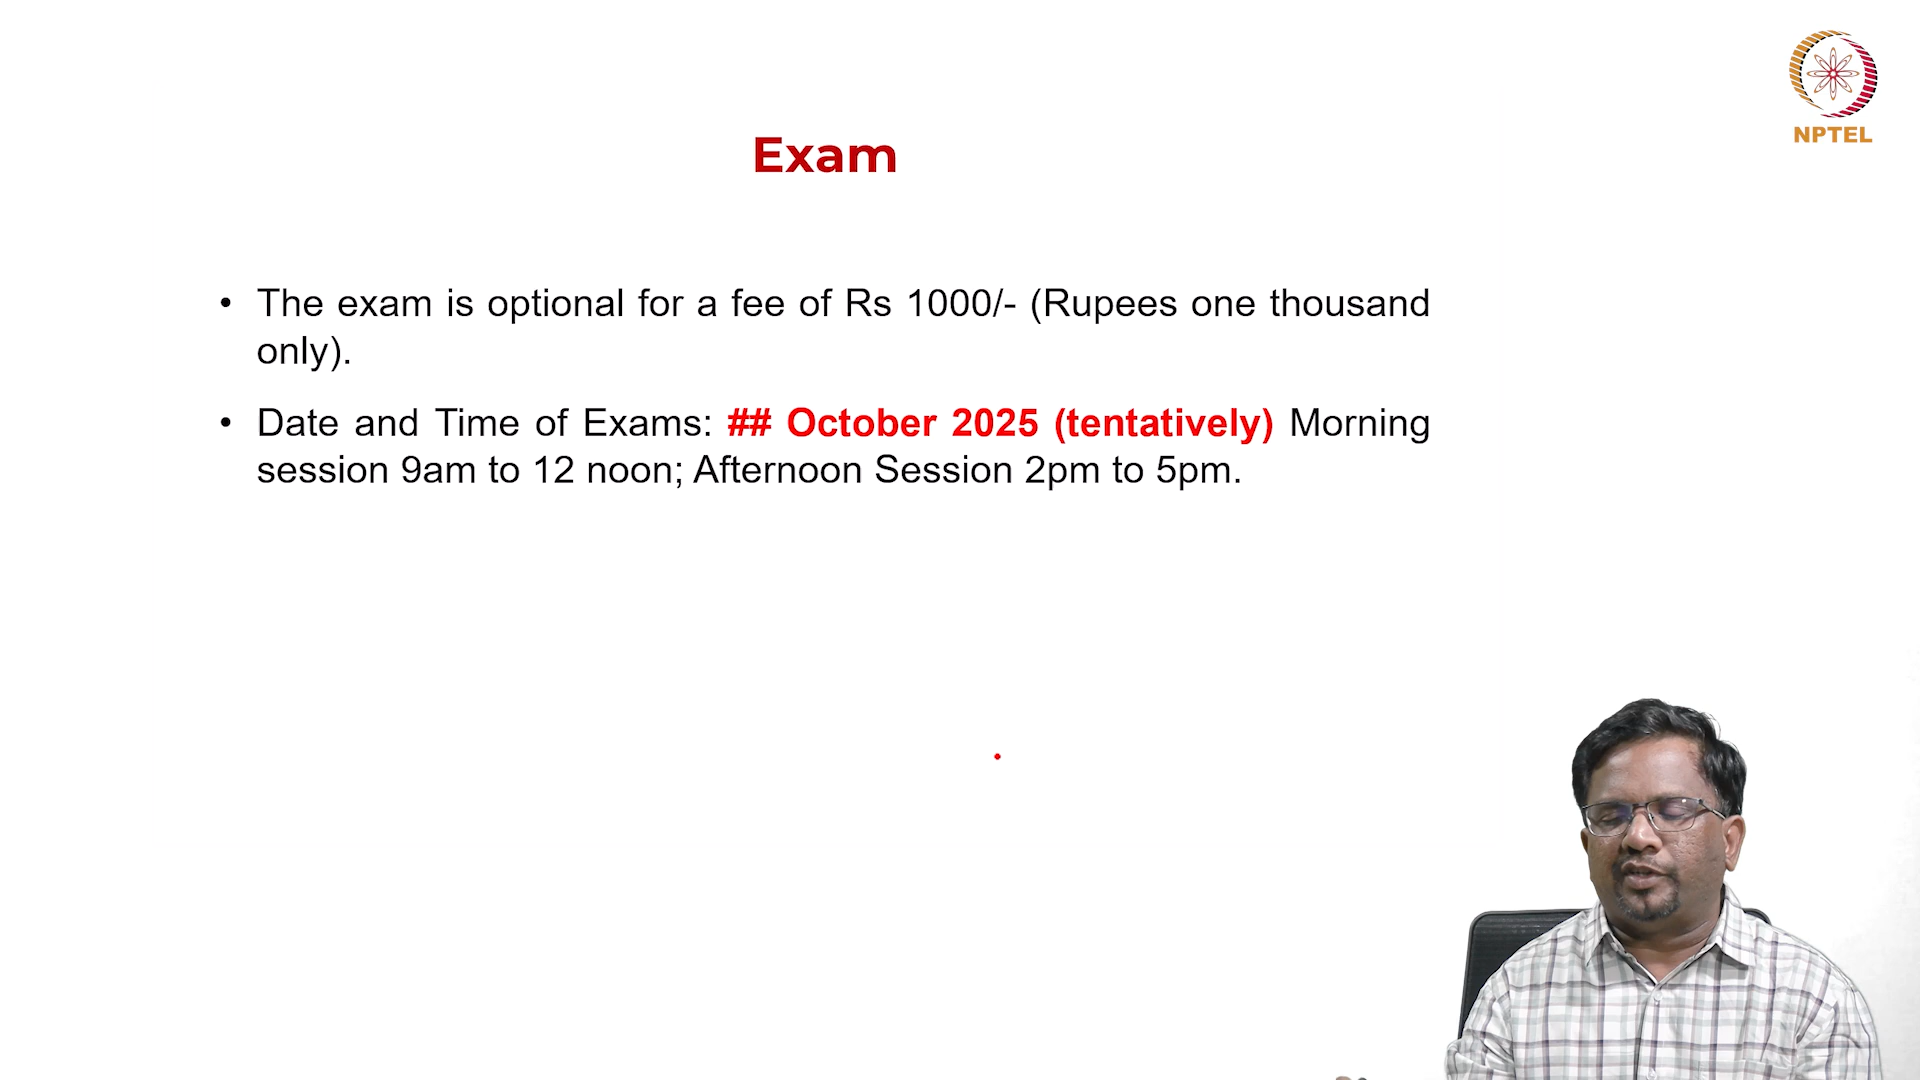 NPTEL
Exam
• The exam is optional for a fee of Rs 1000/- (Rupees one thousand
only).
• Date and Time of Exams: ## October 2025 (tentatively) Morning
session 9am to 12 noon; Afternoon Session 2pm to 5pm.